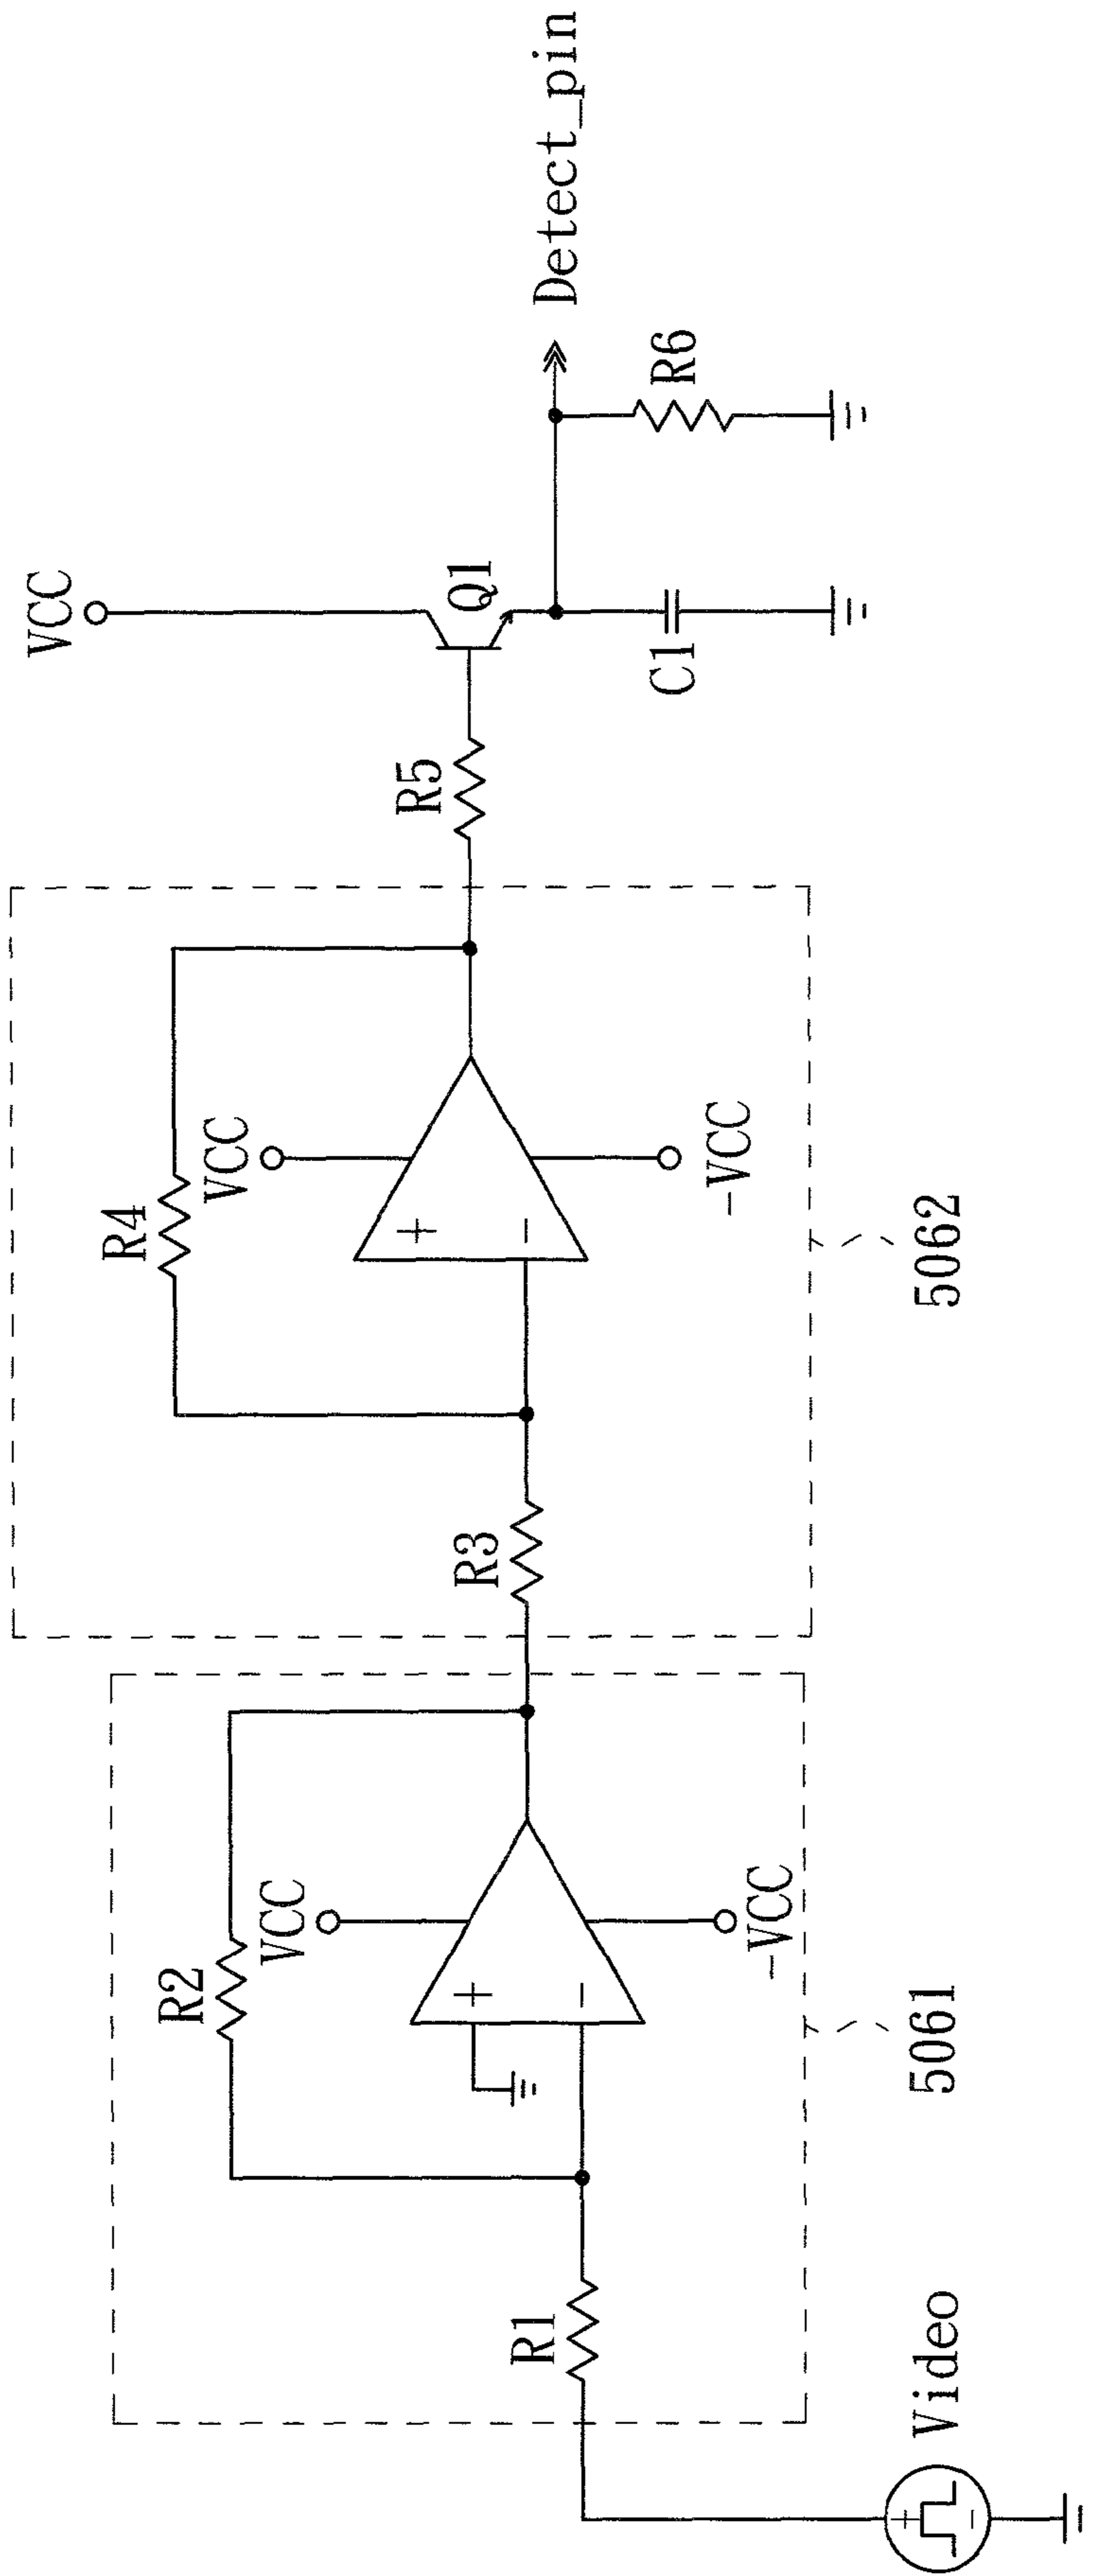 VCC
R4
VCC
R2
VCC
R5
Q1
Detect_pin
R3
R1
+
-
+
-
C1
R6
-VCC
-VCC
5061
5062
Video
+
-